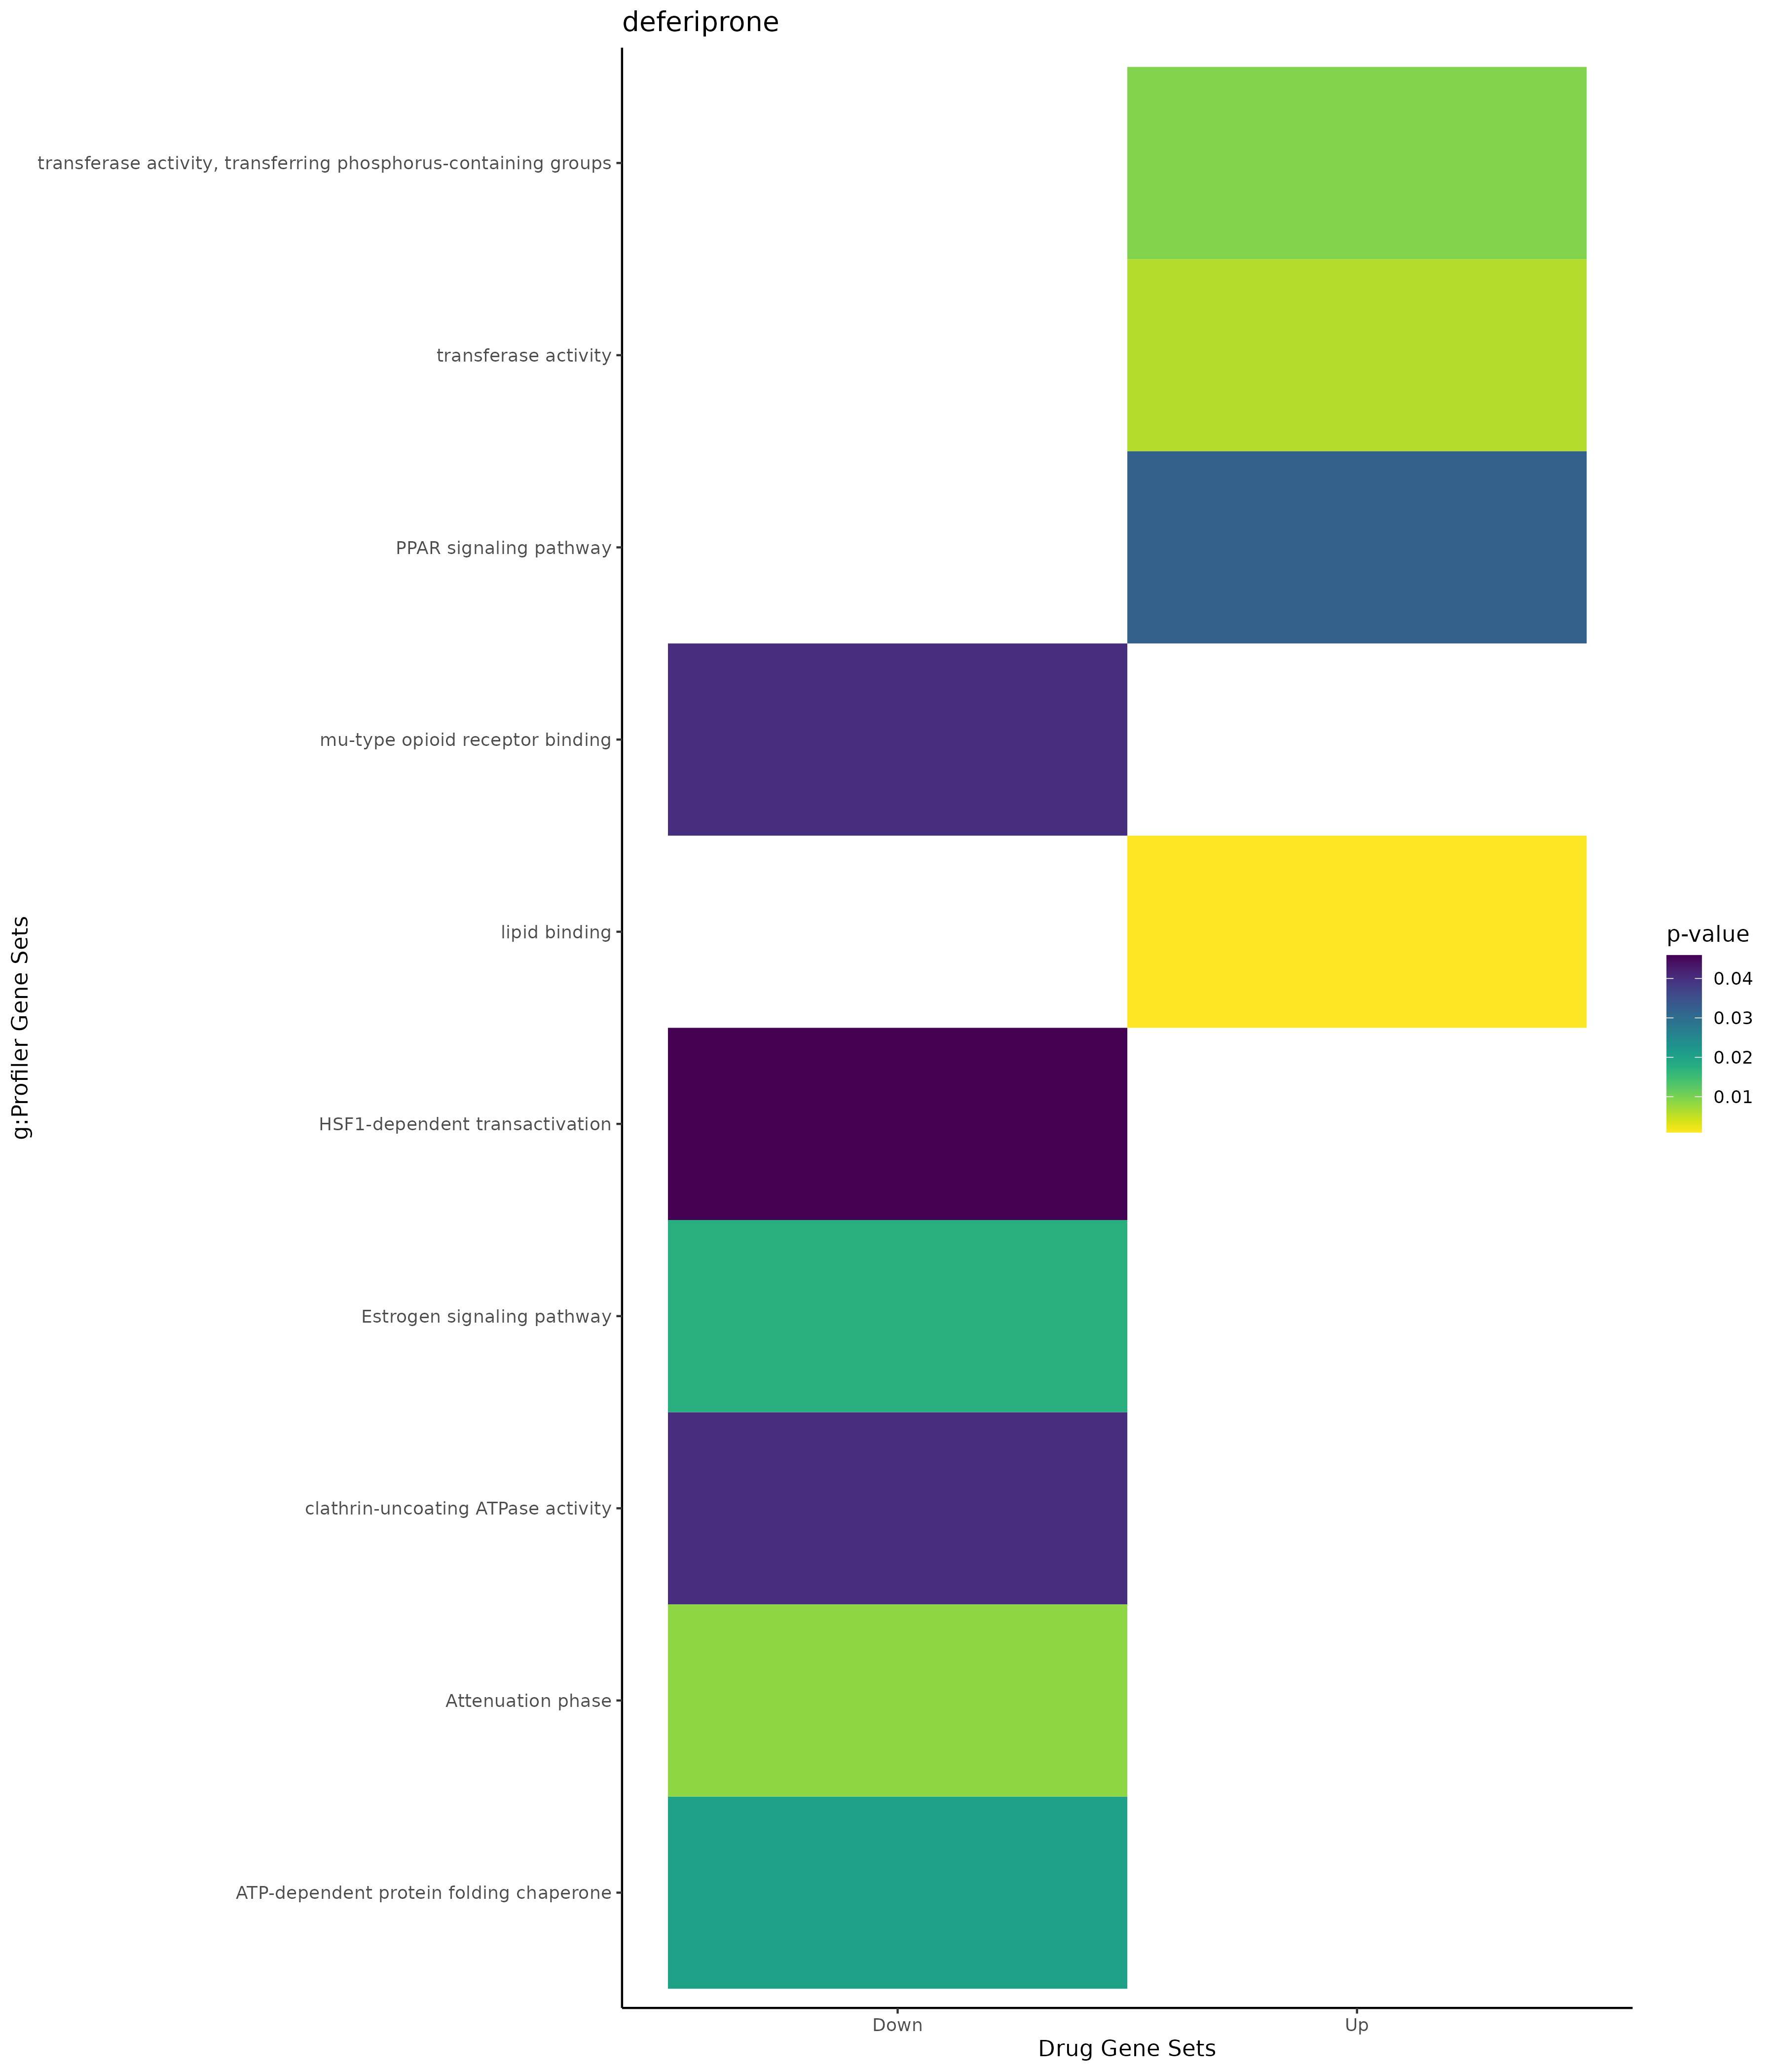 deferiprone
transferase activity, transferring phosphorus-containing groups
transferase activity
PPAR signaling pathway
mu-type opioid receptor binding
lipid binding
HSF1-dependent transactivation
Estrogen signaling pathway
clathrin-uncoating ATPase activity
Attenuation phase
ATP-dependent protein folding chaperone
g:Profiler Gene Sets
Down
Up
Drug Gene Sets
p-value
0.04
0.03
0.02
0.01